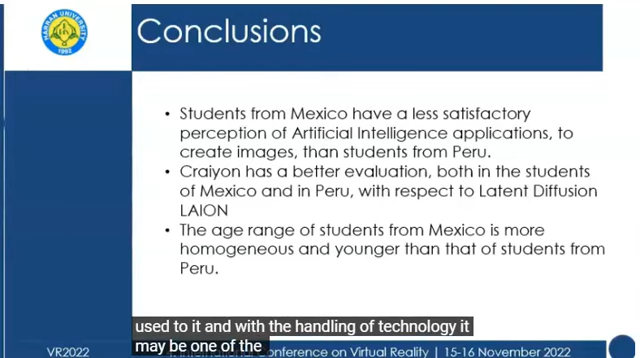 HARRAN UNIVERSITY
1992
Conclusions
• Students from Mexico have a less satisfactory
perception of Artificial Intelligence applications, to
create images, than students from Peru.
• Craiyon has a better evaluation, both in the students
of Mexico and in Peru, with respect to Latent Diffusion
LAION
• The age range of students from Mexico is more
homogeneous and younger than that of students from
Peru.
used to it and with the handling of technology it
may be one of the
VR2022
onference on Virtual Reality | 15-16 November 2022